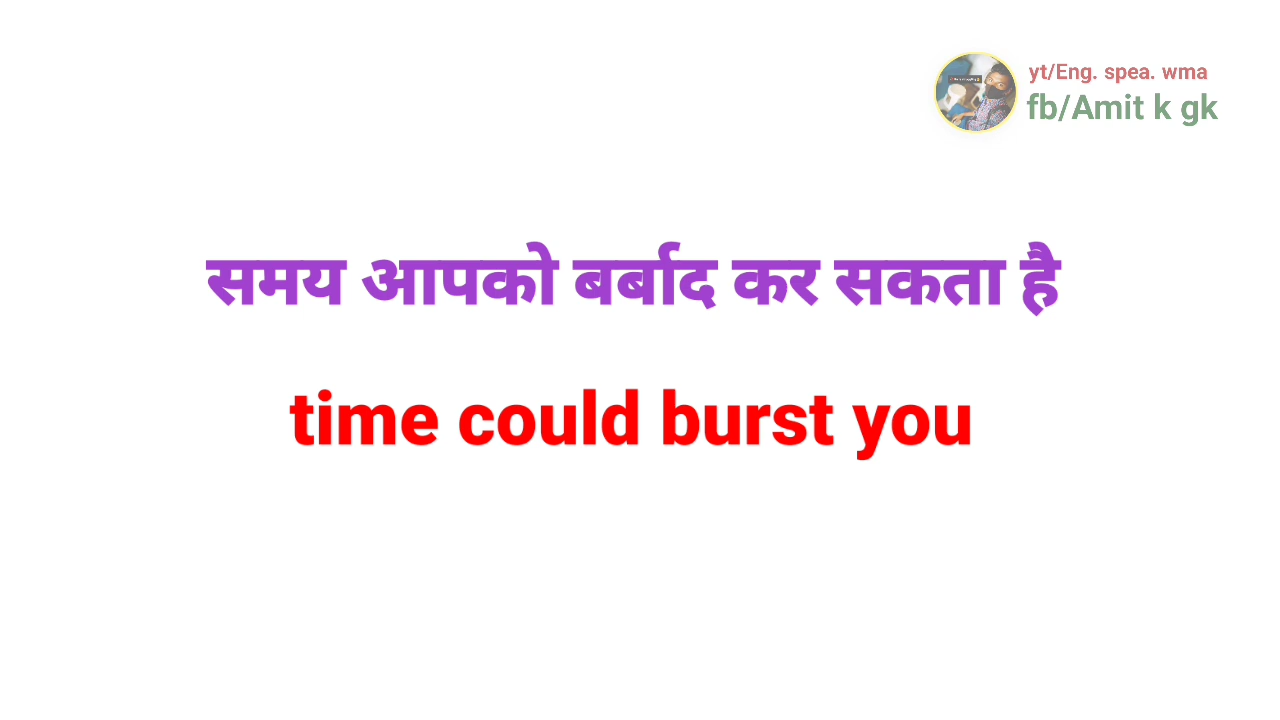 yt/Eng. spea. wma
fb/Amit k gk
समय आपको बर्बाद कर सकता है
time could burst you